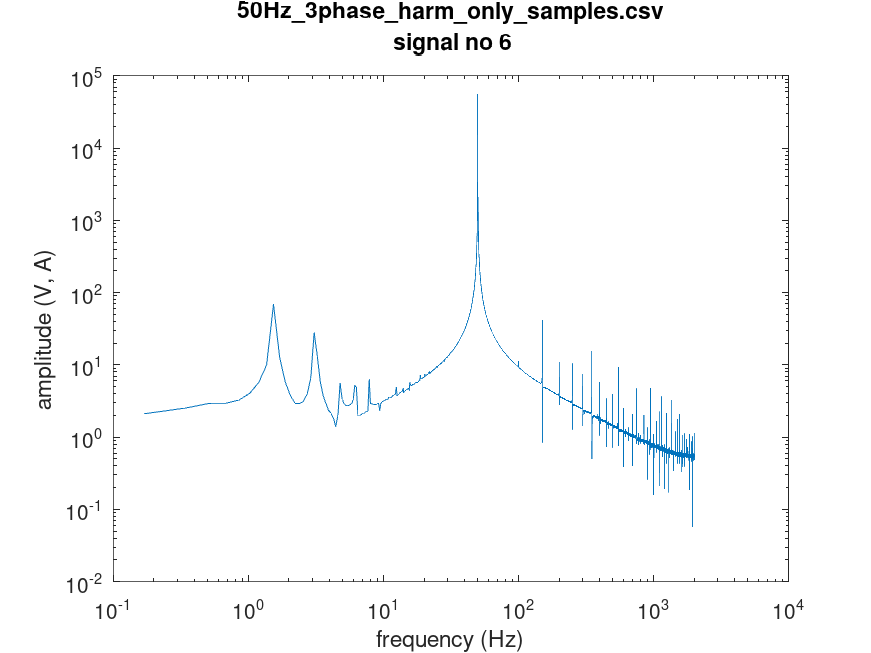 50Hz_3phase_harm_only_samples.csv
signal no 6
amplitude (V, A)
10^5
10^4
10^3
10^2
10^1
10^0
10^-1
10^-2
10^-1 10^0 10^1 10^2 10^3 10^4
frequency (Hz)